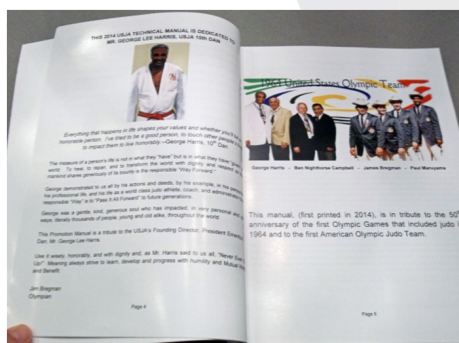 THIS 2014 USJA TECHNICAL MANUAL IS DEDICATED TO
MR. GEORGE LEE HARRIS, USJA 10th DAN
Everything that happens in life shapes your values and whether you'll be
honorable person. I've tried to be a good person, to touch other people
to impact them to live honorably. ~George Harris, 10th Dan
The measure of a person's life is not in what they "have" but is in what they have
world. To heal, to repair, and to transform the world with dignity and respect
mankind shares generously of its bounty is the responsible "Way Forward."
George demonstrated to us all by his actions and deeds, by his example, in his personal
his professional life, and his life as a world class judo athlete, coach, and administrator
responsible "Way" is to "Pass it All Forward" to future generations.
George was a gentle, kind, generous soul who has impacted, in very personal and
ways, literally thousands of people, young and old alike, throughout the world.
This Promotion Manual is a tribute to the USJA's Founding Director, President Emeritus
Dan, Mr. George Lee Harris.
Use it wisely, honorably, and with dignity and, as Mr. Harris said to us all, "Never Ever
Up!" Meaning always strive to learn, develop and progress with humility and Mutual
and Benefit.
Jim Bregman
Olympian
Page 4
1964 United States Olympic Team
George Harris ~ Ben Nighthorse Campbell ~ James Bregman ~ Paul Maruyama
This manual, (first printed in 2014), is in tribute to the 50th
anniversary of the first Olympic Games that included judo
1964 and to the first American Olympic Judo Team.
Page 5